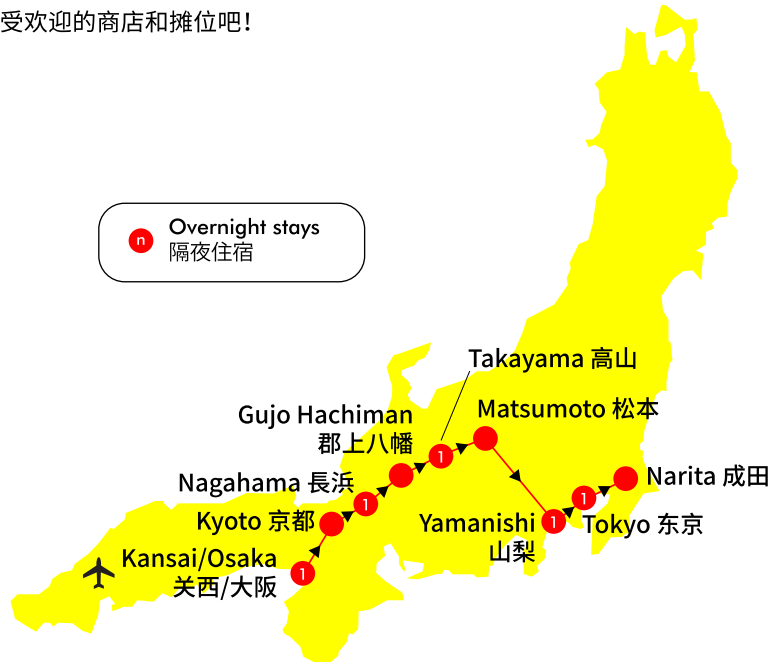 受欢迎的商店和摊位吧！
n
Overnight stays
隔夜住宿
Takayama 高山
Matsumoto 松本
Gujo Hachiman
郡上八幡
1
Nagahama 長浜
1
Narita 成田
Kyoto 京都
Yamanishi
山梨
1
1
Tokyo 东京
Kansai/Osaka
关西/大阪
1